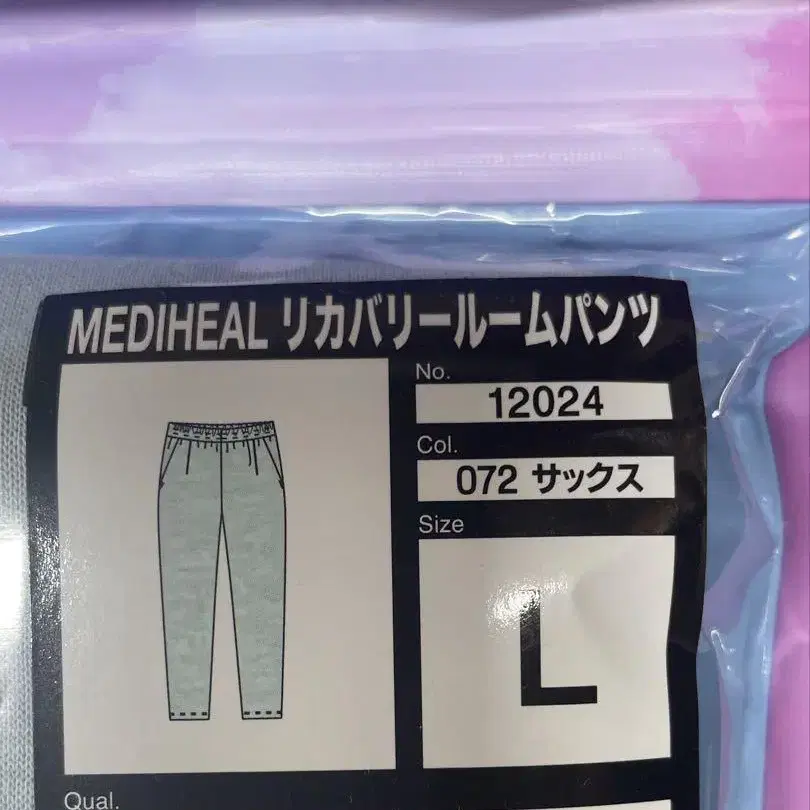 MEDIHEAL リカバリールームパンツ
No.
12024
Col.
072 サックス
Size
L
Qual.